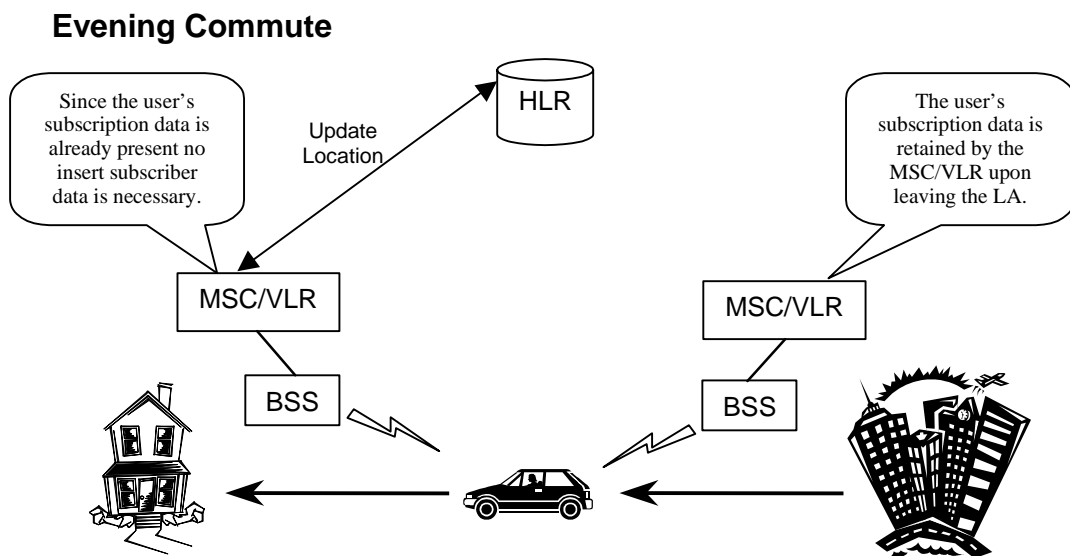 Evening Commute
Since the user's
subscription data is
already present no
insert subscriber
data is necessary.
Update
Location
HLR
The user's
subscription data is
retained by the
MSC/VLR upon
leaving the LA.
MSC/VLR
MSC/VLR
BSS
BSS